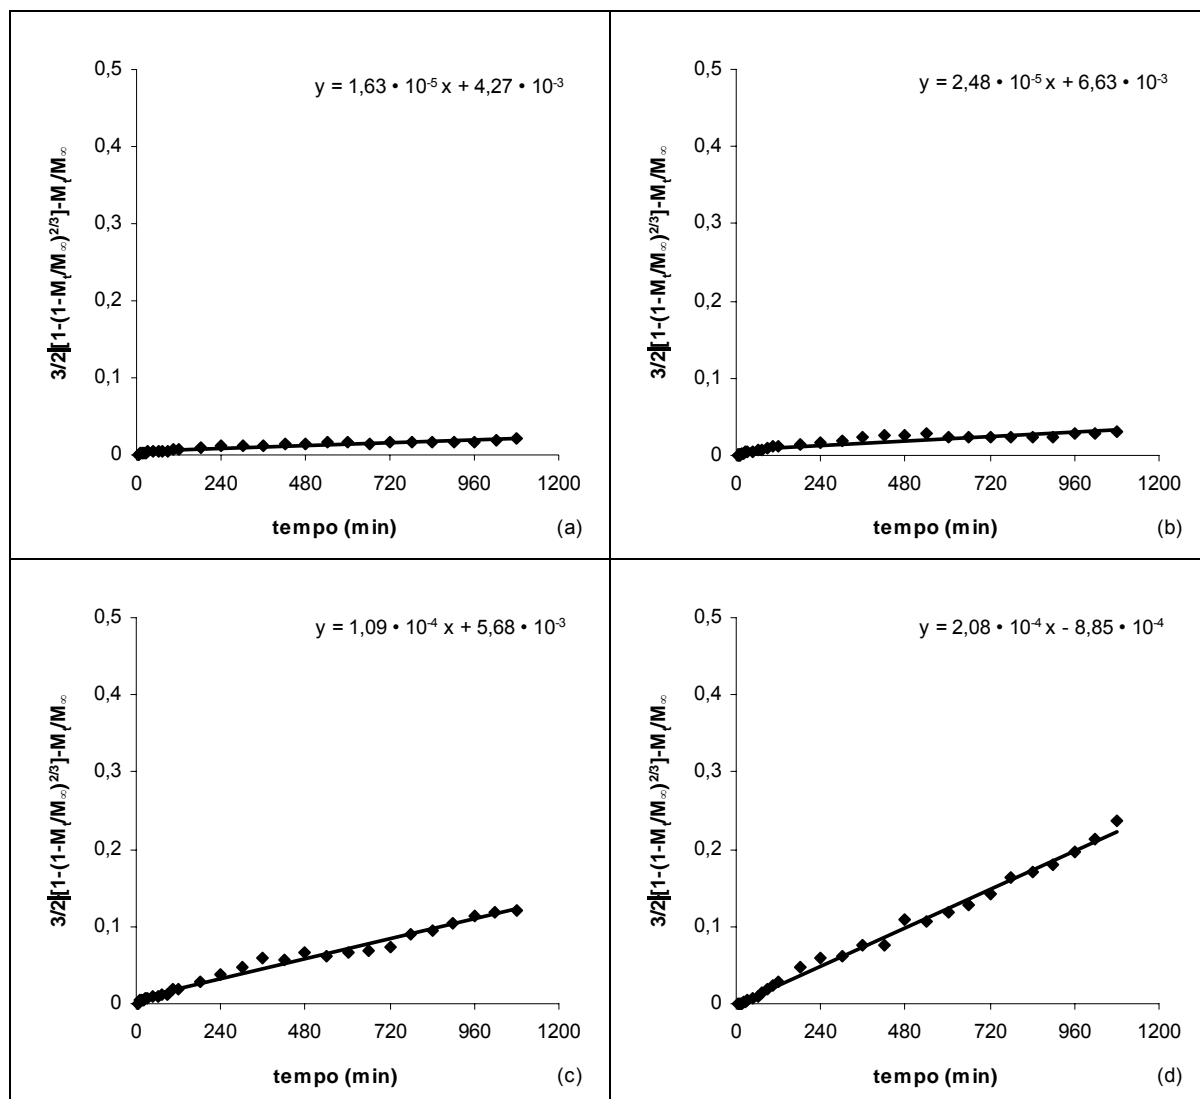 y = 1,63 • 10-5 x + 4,27 • 10-3
0,5
0,4
0,3
0,2
0,1
0
3/2[[1-(1-Mt/M∞)2/3]-Mt/M∞
0 240 480 720 960 1200
tempo (min)
(a)
y = 2,48 • 10-5 x + 6,63 • 10-3
0,5
0,4
0,3
0,2
0,1
0
3/2[[1-(1-Mt/M∞)2/3]-Mt/M∞
0 240 480 720 960 1200
tempo (min)
(b)
y = 1,09 • 10-4 x + 5,68 • 10-3
0,5
0,4
0,3
0,2
0,1
0
3/2[[1-(1-Mt/M∞)2/3]-Mt/M∞
0 240 480 720 960 1200
tempo (min)
(c)
y = 2,08 • 10-4 x - 8,85 • 10-4
0,5
0,4
0,3
0,2
0,1
0
3/2[[1-(1-Mt/M∞)2/3]-Mt/M∞
0 240 480 720 960 1200
tempo (min)
(d)